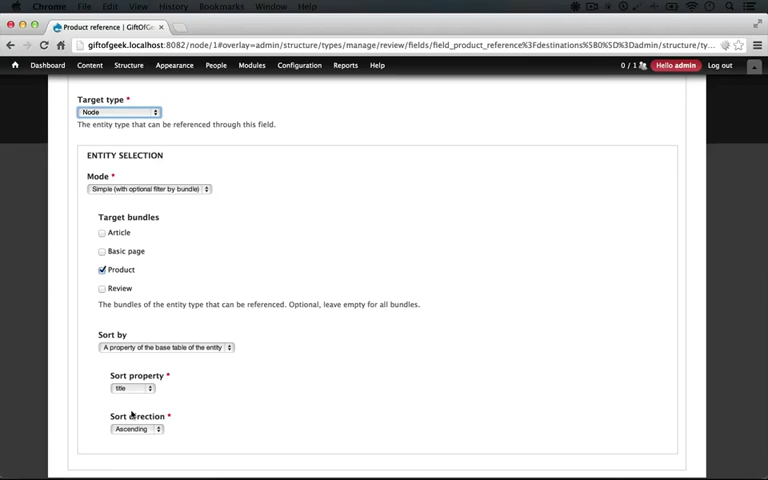 Chrome File Edit View History Bookmarks Window Help
Product reference | GiftOfGe
giftofgeek.localhost:8082/node/1#overlay=admin/structure/types/manage/review/fields/field_product_reference%3Fdestinations%5B0%5D%3Dadmin/structure/ty...
Dashboard Content Structure Appearance People Modules Configuration Reports Help 0 / 1 Hello admin Log out
Target type *
Node
The entity type that can be referenced through this field.
ENTITY SELECTION
Mode *
Simple (with optional filter by bundle)
Target bundles
Article
Basic page
Product
Review
The bundles of the entity type that can be referenced. Optional, leave empty for all bundles.
Sort by
A property of the base table of the entity
Sort property *
title
Sort direction *
Ascending